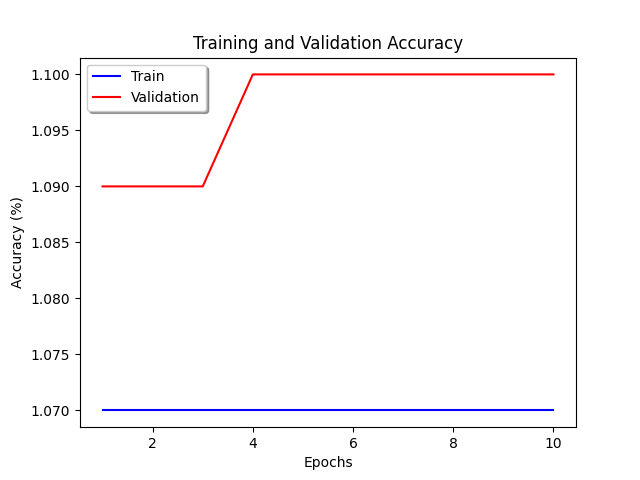 Training and Validation Accuracy
Train
Validation
1.100
1.095
1.090
1.085
1.080
1.075
1.070
Accuracy (%)
2 4 6 8 10
Epochs